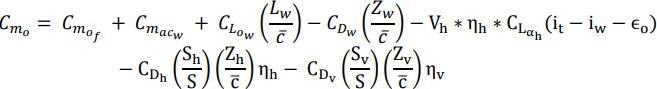 C_{m_o} = C_{m_{o_f}} + C_{m_{ac_w}} + C_{L_{o_w}} (L_w / c̄) − C_{D_w} (Z_w / c̄) − V_h * η_h * C_{L_{α_h}} (i_t − i_w − ϵ_o)
− C_{D_h} (S_h / S) (Z_h / c̄) η_h − C_{D_v} (S_v / S) (Z_v / c̄) η_v